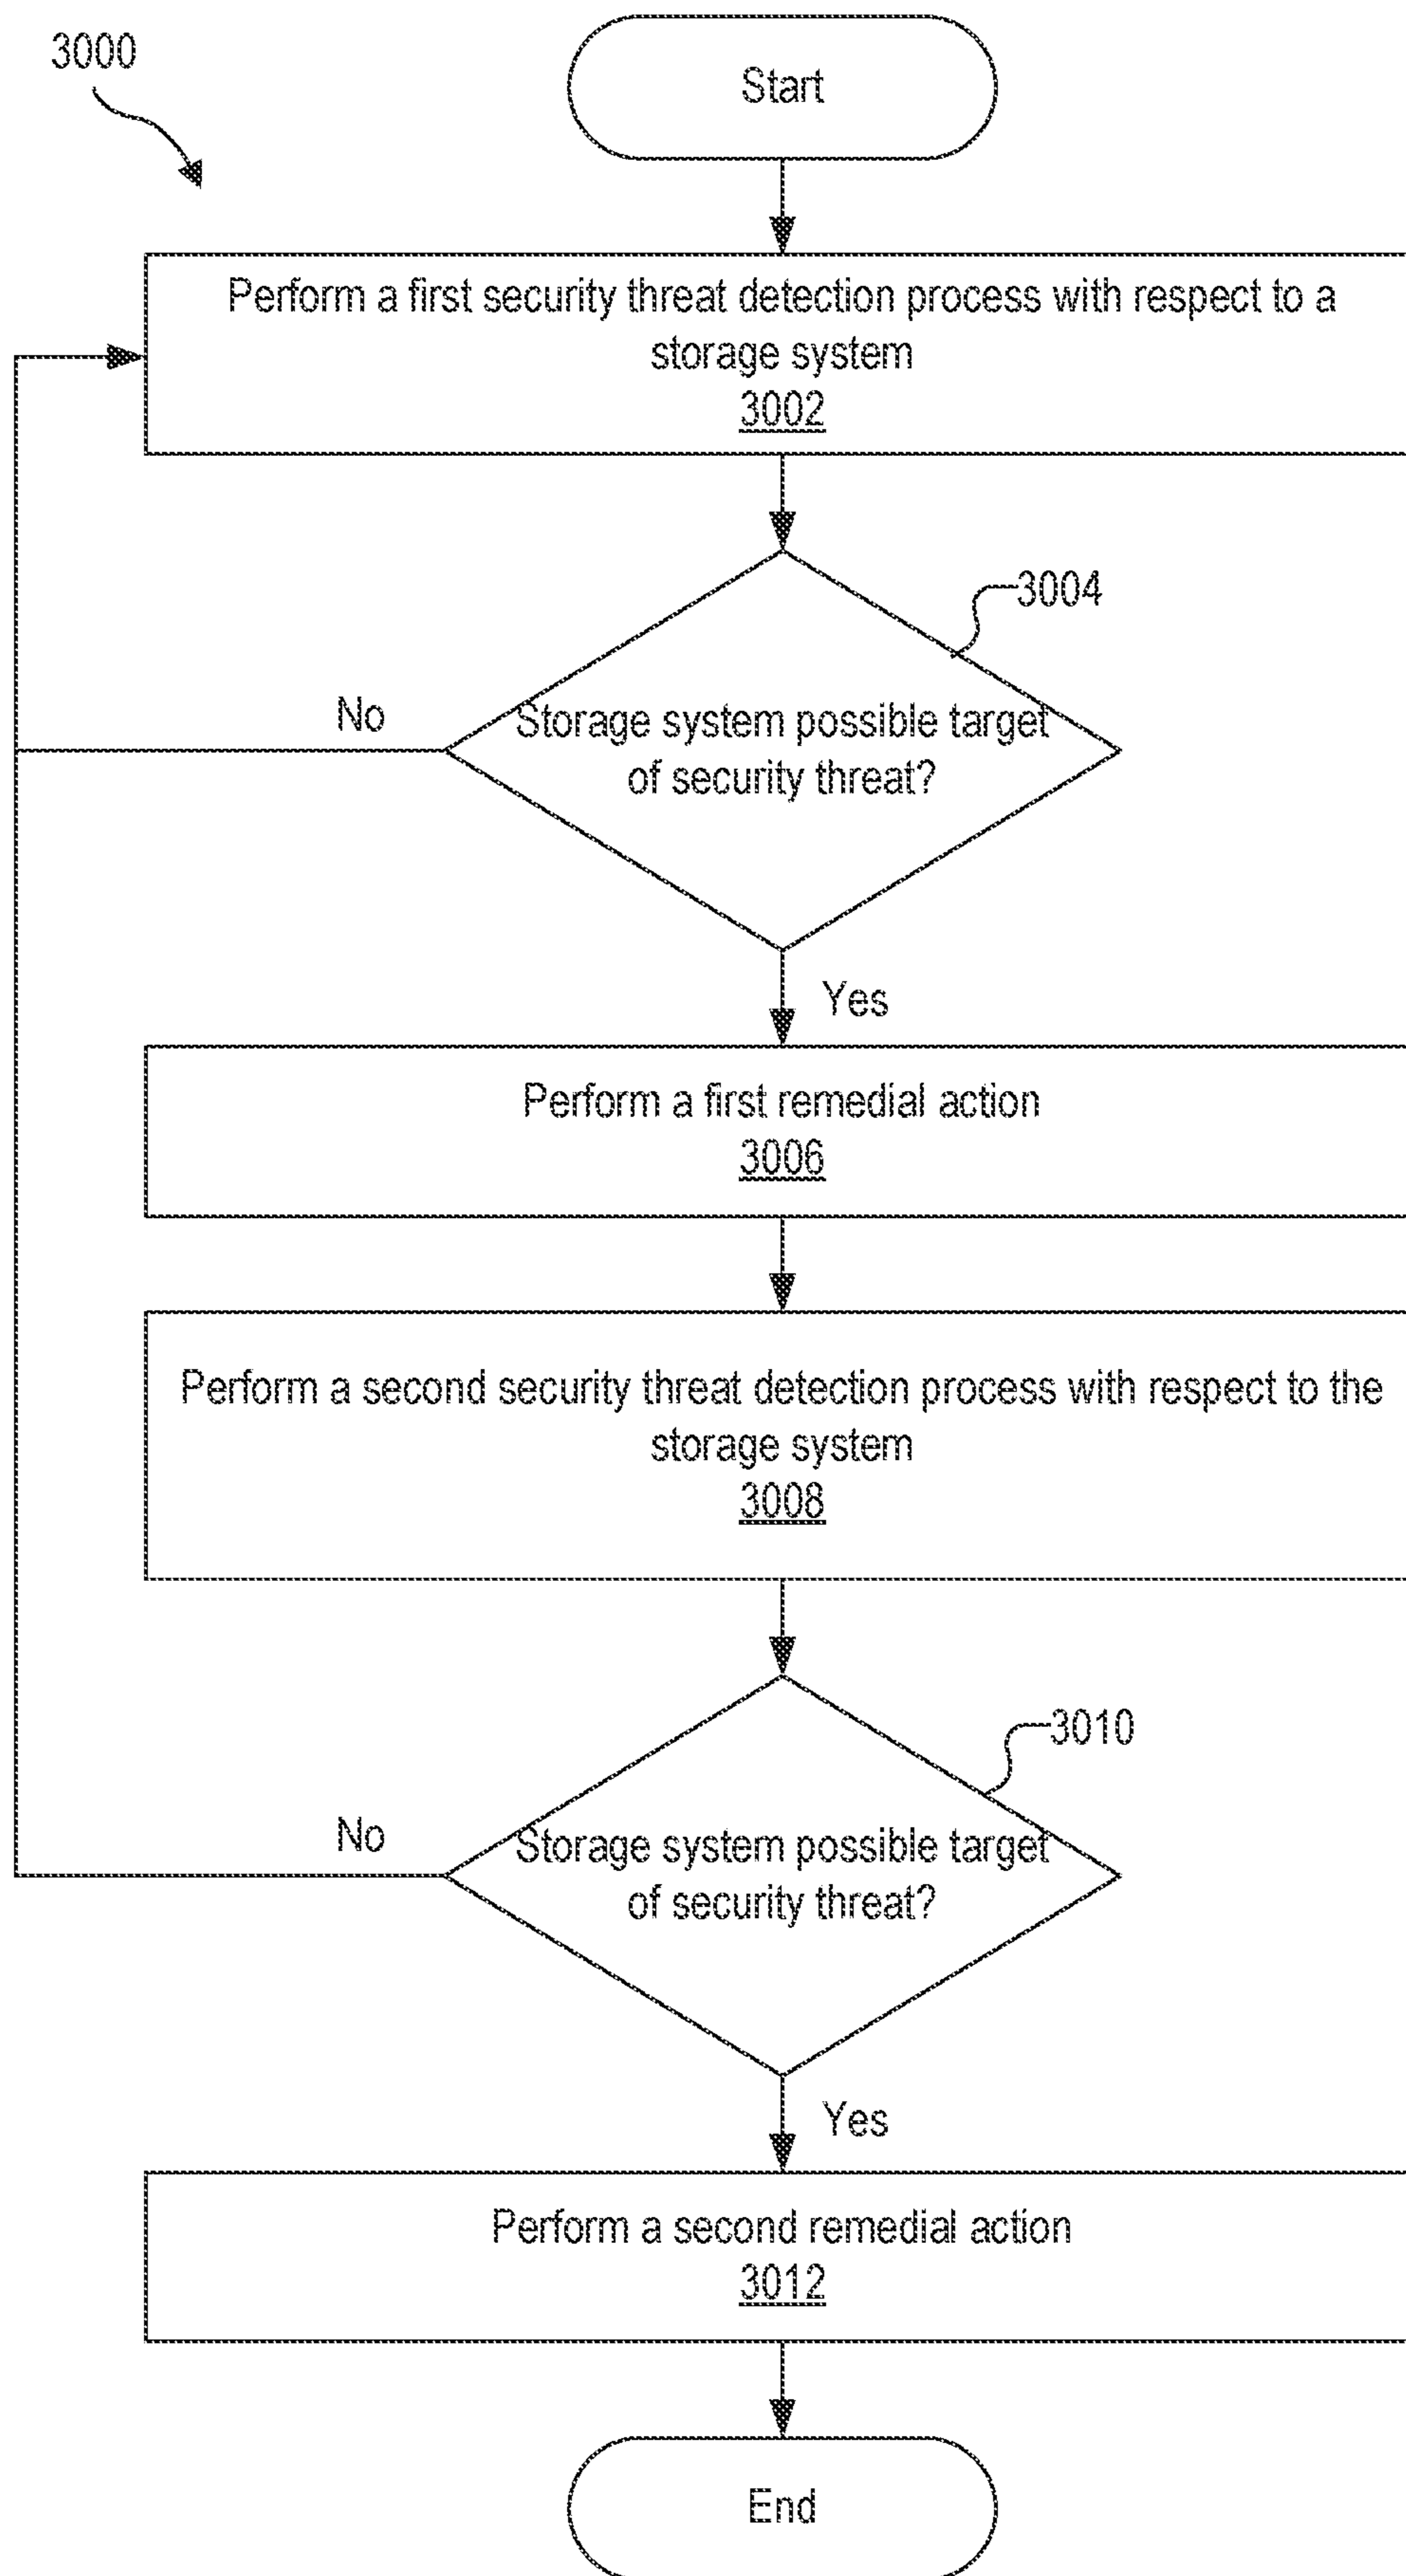 3000
Start
Perform a first security threat detection process with respect to a
storage system
3002
3004
No
Storage system possible target
of security threat?
Yes
Perform a first remedial action
3006
Perform a second security threat detection process with respect to the
storage system
3008
3010
No
Storage system possible target
of security threat?
Yes
Perform a second remedial action
3012
End